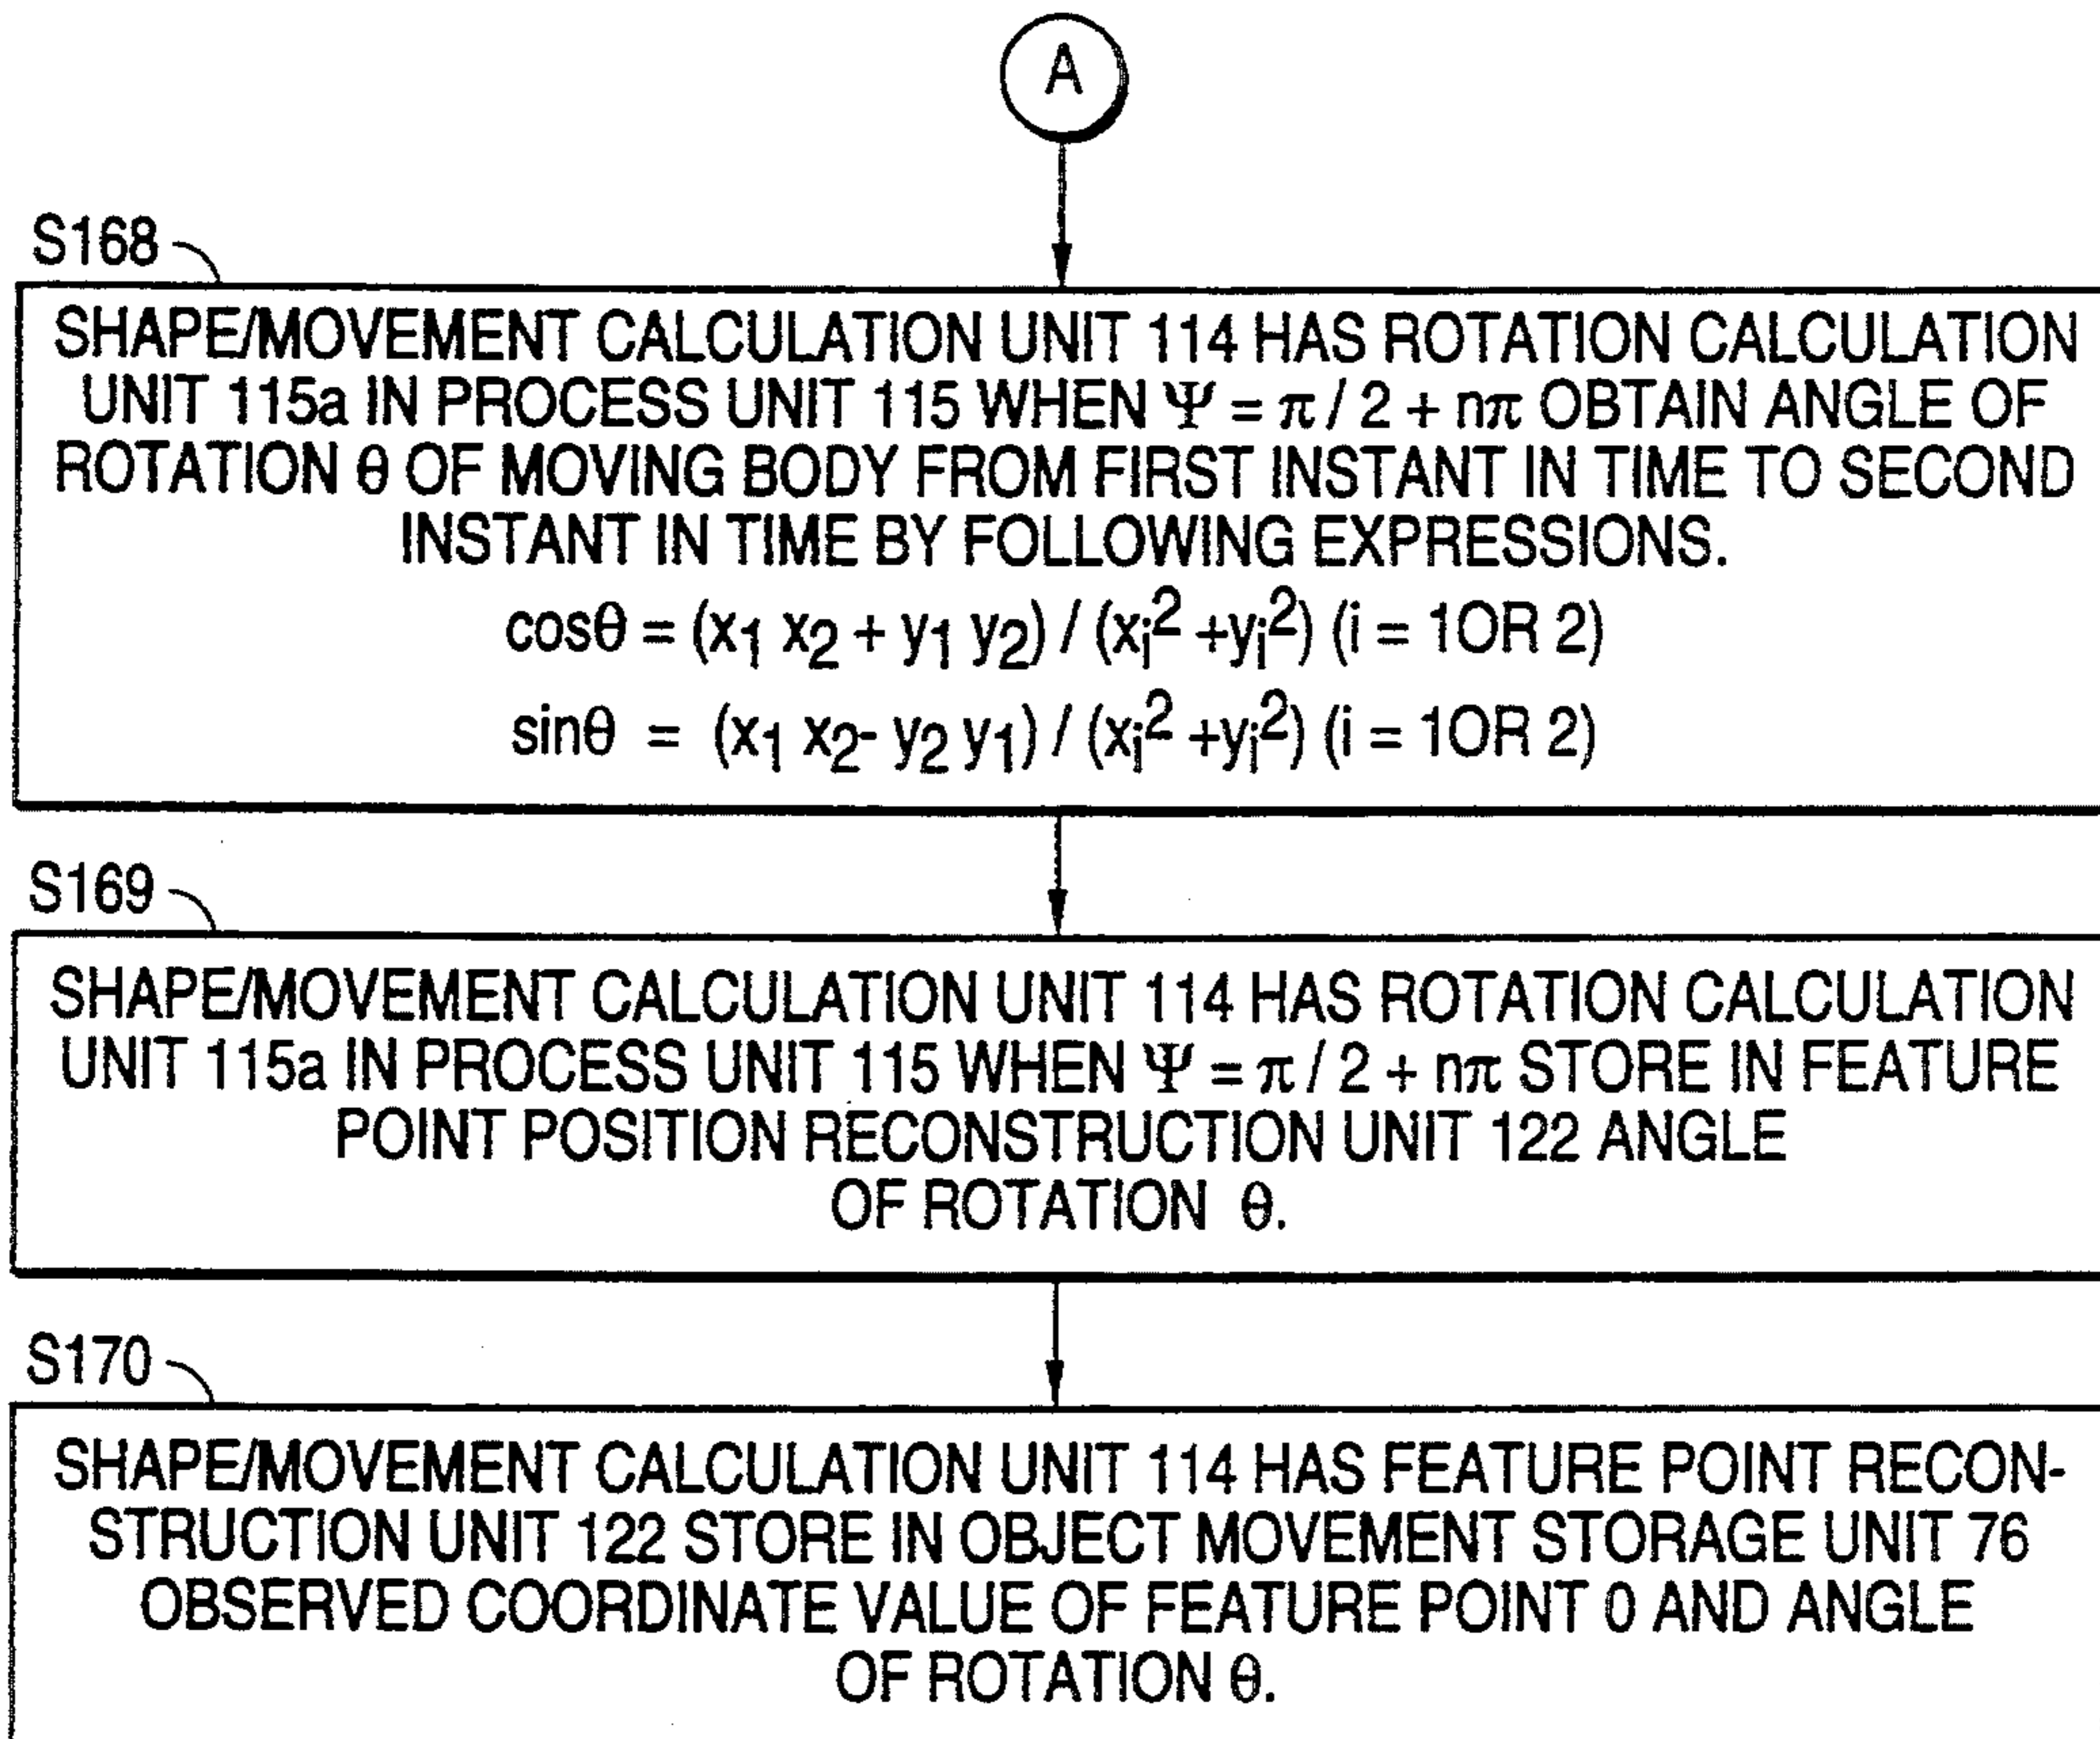 A
S168
SHAPE/MOVEMENT CALCULATION UNIT 114 HAS ROTATION CALCULATION
UNIT 115a IN PROCESS UNIT 115 WHEN Ψ = π / 2 + nπ OBTAIN ANGLE OF
ROTATION θ OF MOVING BODY FROM FIRST INSTANT IN TIME TO SECOND
INSTANT IN TIME BY FOLLOWING EXPRESSIONS.
cosθ = (x₁ x₂ + y₁ y₂) / (xᵢ² +yᵢ²) (i = 1OR 2)
sinθ = (x₁ x₂- y₂ y₁) / (xᵢ² +yᵢ²) (i = 1OR 2)
S169
SHAPE/MOVEMENT CALCULATION UNIT 114 HAS ROTATION CALCULATION
UNIT 115a IN PROCESS UNIT 115 WHEN Ψ = π / 2 + nπ STORE IN FEATURE
POINT POSITION RECONSTRUCTION UNIT 122 ANGLE
OF ROTATION θ.
S170
SHAPE/MOVEMENT CALCULATION UNIT 114 HAS FEATURE POINT RECON-
STRUCTION UNIT 122 STORE IN OBJECT MOVEMENT STORAGE UNIT 76
OBSERVED COORDINATE VALUE OF FEATURE POINT 0 AND ANGLE
OF ROTATION θ.